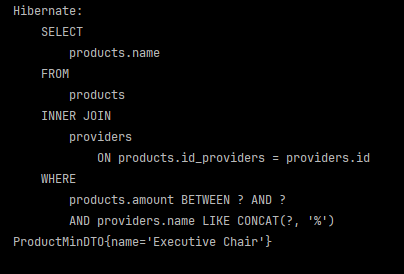 Hibernate:
    SELECT
        products.name
    FROM
        products
    INNER JOIN
        providers
            ON products.id_providers = providers.id
    WHERE
        products.amount BETWEEN ? AND ?
        AND providers.name LIKE CONCAT(?, '%')
ProductMinDTO{name='Executive Chair'}